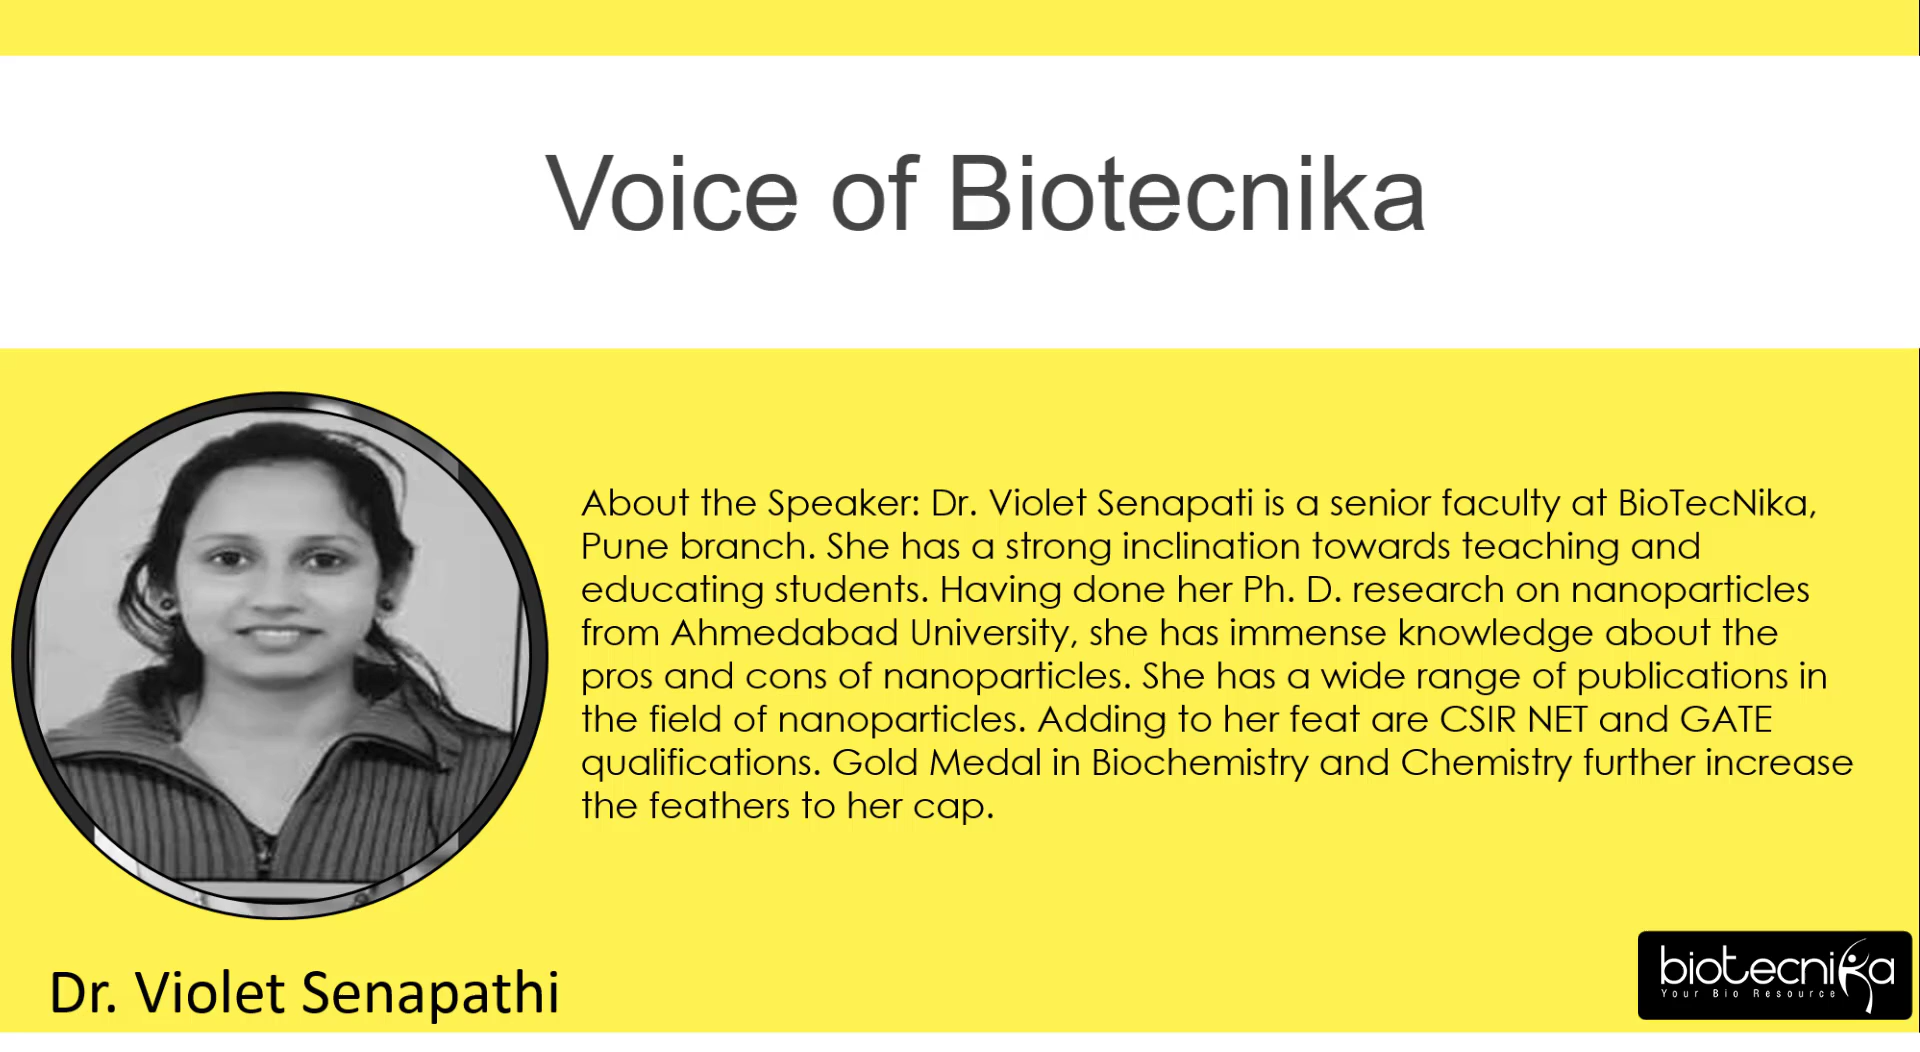 Voice of Biotecnika
About the Speaker: Dr. Violet Senapati is a senior faculty at BioTecNika,
Pune branch. She has a strong inclination towards teaching and
educating students. Having done her Ph. D. research on nanoparticles
from Ahmedabad University, she has immense knowledge about the
pros and cons of nanoparticles. She has a wide range of publications in
the field of nanoparticles. Adding to her feat are CSIR NET and GATE
qualifications. Gold Medal in Biochemistry and Chemistry further increase
the feathers to her cap.
Dr. Violet Senapathi
biotecnika
Your Bio Resource